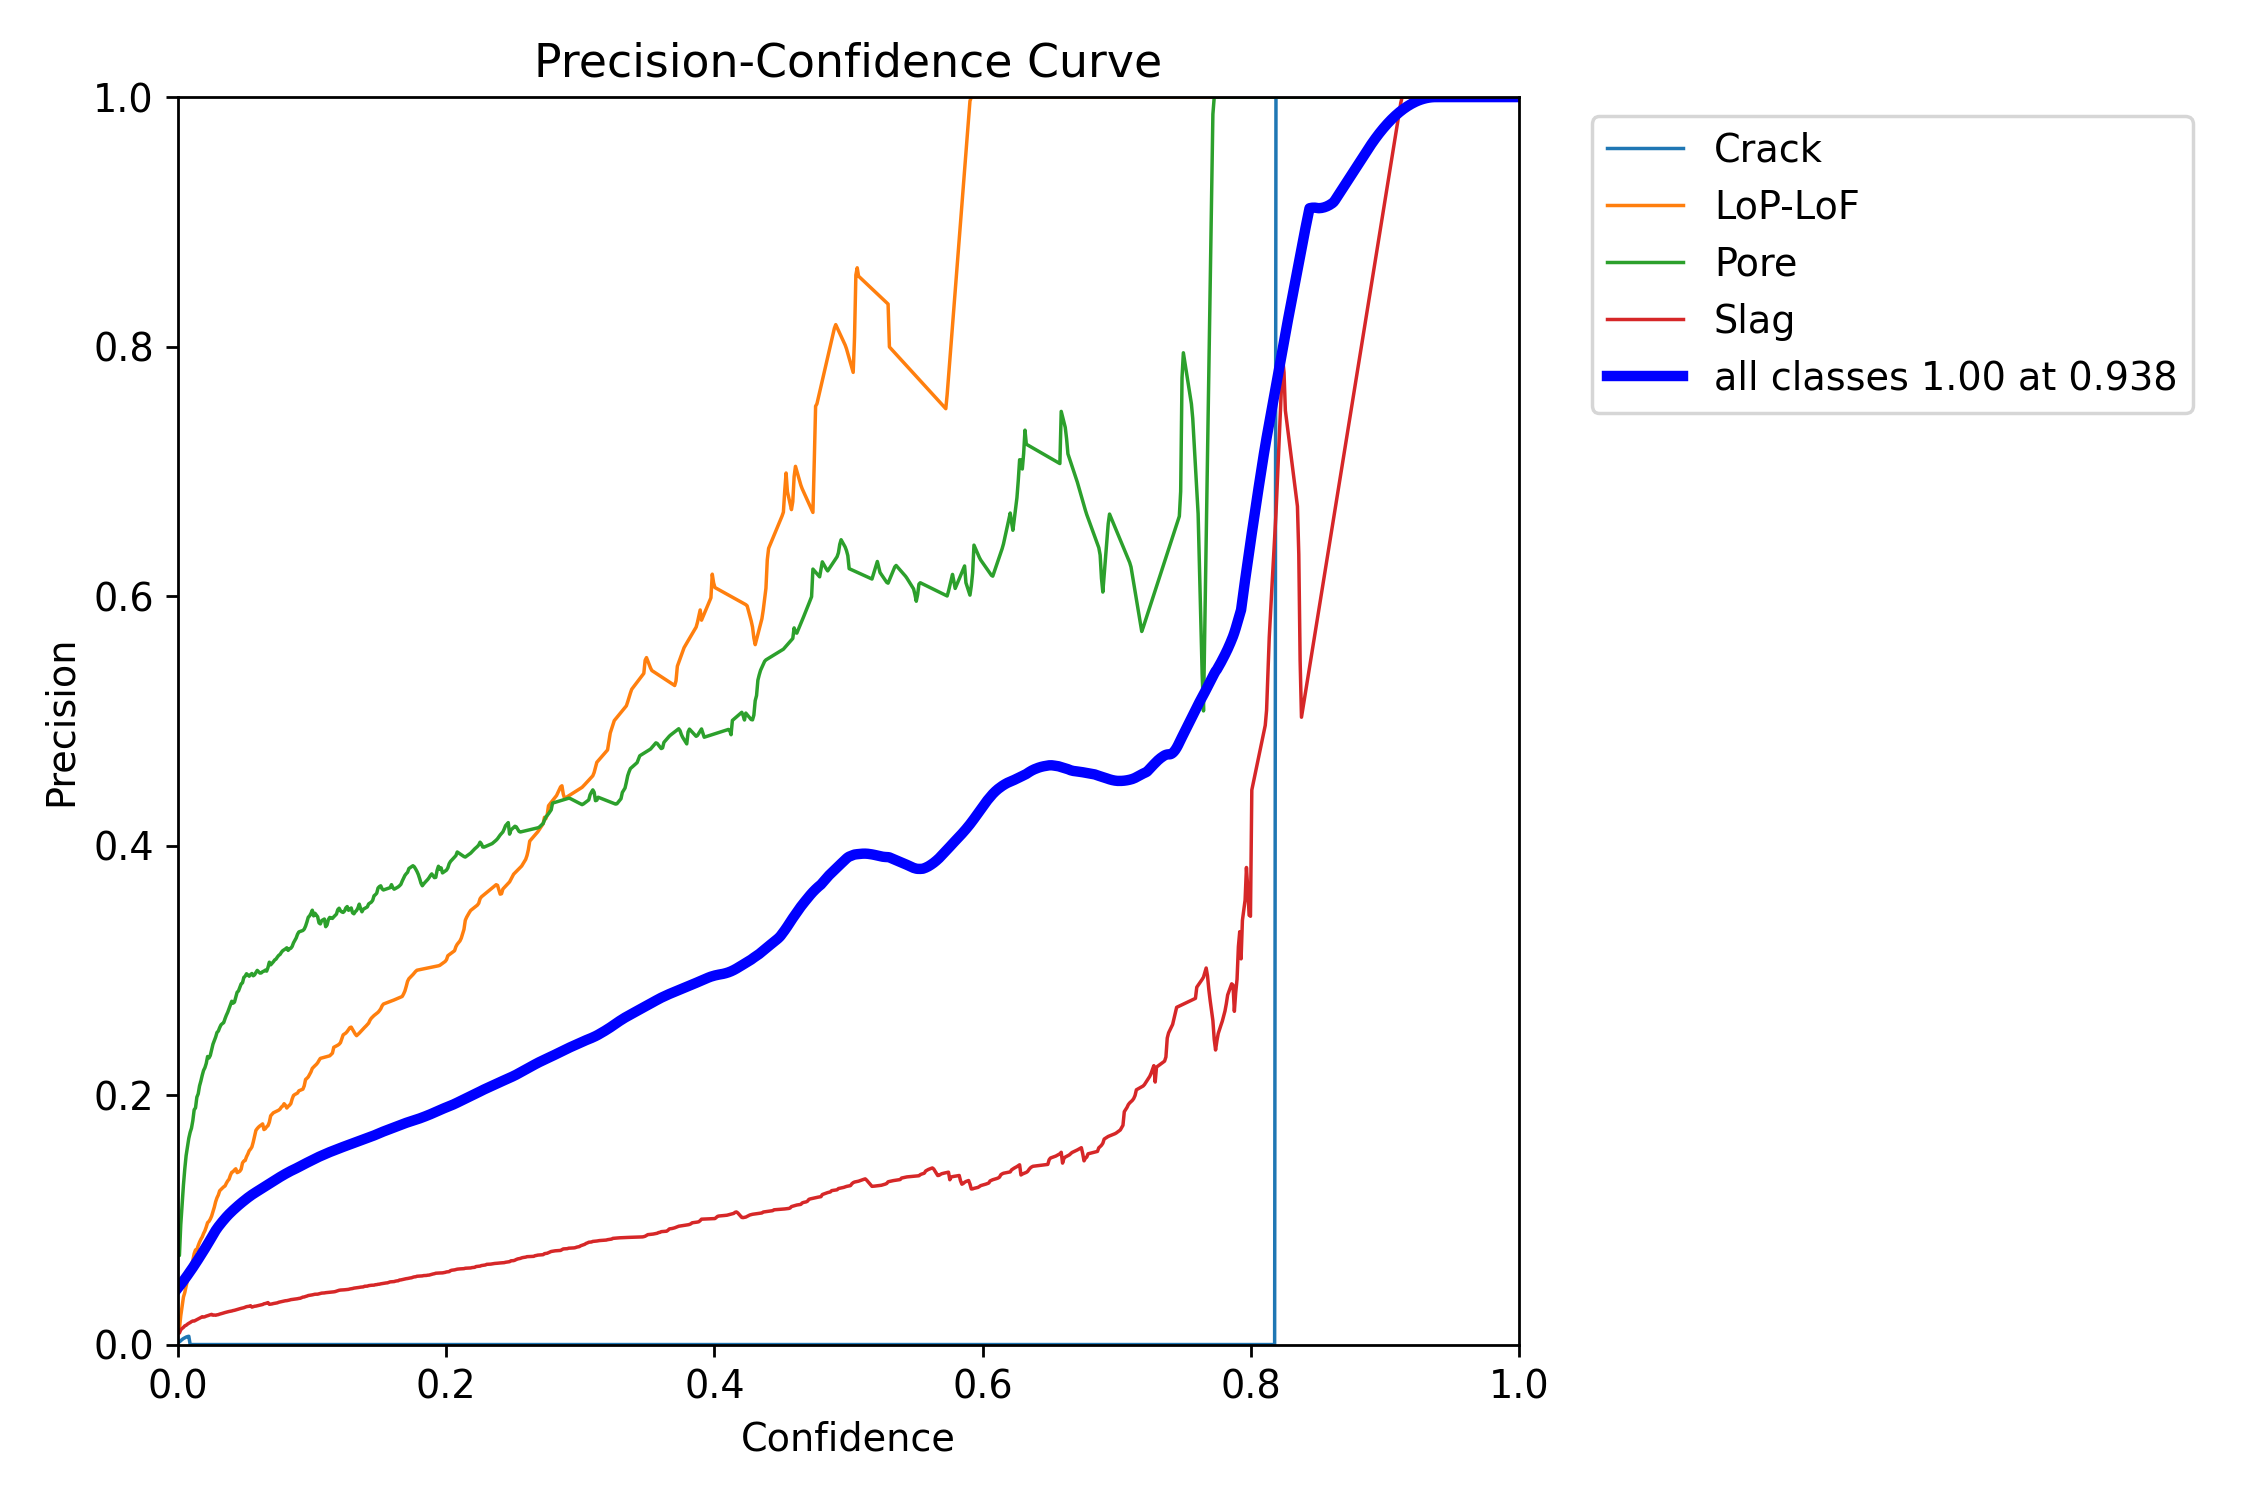 Precision-Confidence Curve
1.0
0.8
0.6
0.4
0.2
0.0
Precision
0.0 0.2 0.4 0.6 0.8 1.0
Confidence
Crack
LoP-LoF
Pore
Slag
all classes 1.00 at 0.938